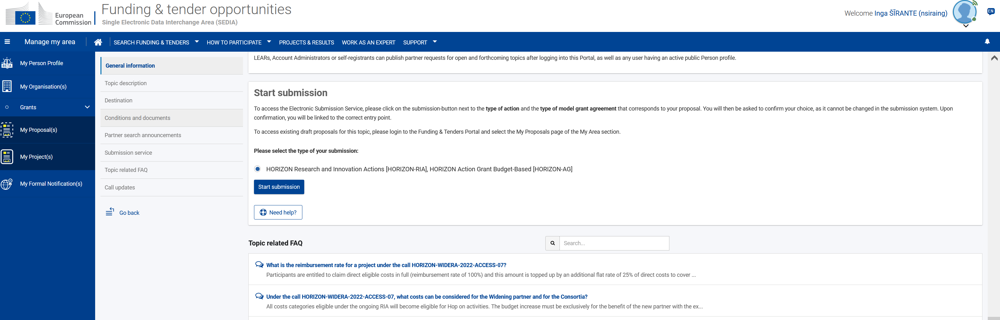 European
Commission
Funding & tender opportunities
Single Electronic Data Interchange Area (SEDIA)
Welcome Inga ŠĪRANTE (nsiraing)
EN
Manage my area
SEARCH FUNDING & TENDERS
HOW TO PARTICIPATE
PROJECTS & RESULTS
WORK AS AN EXPERT
SUPPORT
BETA
My Person Profile
My Organisation(s)
Grants
My Proposal(s)
My Project(s)
My Formal Notification(s)
General information
Topic description
Destination
Conditions and documents
Partner search announcements
Submission service
Topic related FAQ
Call updates
Go back
LEARs, Account Administrators or self-registrants can publish partner requests for open and forthcoming topics after logging into this Portal, as well as any user having an active public Person profile.
Start submission
To access the Electronic Submission Service, please click on the submission-button next to the type of action and the type of model grant agreement that corresponds to your proposal. You will then be asked to confirm your choice, as it cannot be changed in the submission system. Upon
confirmation, you will be linked to the correct entry point.
To access existing draft proposals for this topic, please login to the Funding & Tenders Portal and select the My Proposals page of the My Area section.
Please select the type of your submission:
HORIZON Research and Innovation Actions [HORIZON-RIA], HORIZON Action Grant Budget-Based [HORIZON-AG]
Start submission
Need help?
Topic related FAQ
Search...
What is the reimbursement rate for a project under the call HORIZON-WIDERA-2022-ACCESS-07?
Participants are entitled to claim direct eligible costs in full (reimbursement rate of 100%) and this amount is topped up by an additional flat rate of 25% of direct costs to cover ...
Under the call HORIZON-WIDERA-2022-ACCESS-07, what costs can be considered for the Widening partner and for the Consortia?
All costs categories eligible under the ongoing RIA will become eligible for Hop on activities. The budget increase must be exclusively for the benefit of the new partner with the ex...